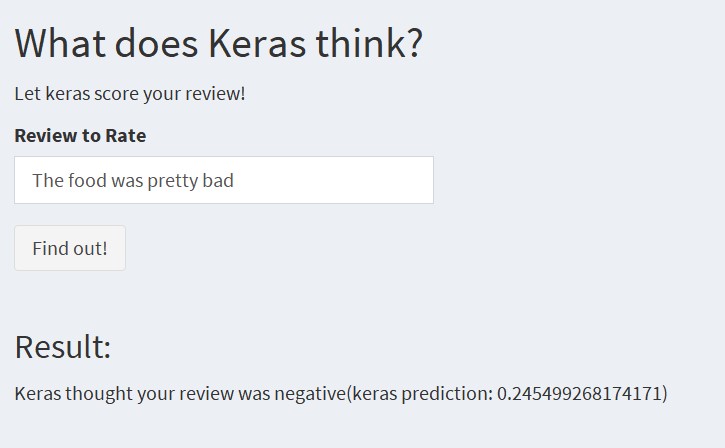 What does Keras think?
Let keras score your review!
Review to Rate
The food was pretty bad
Find out!
Result:
Keras thought your review was negative(keras prediction: 0.245499268174171)